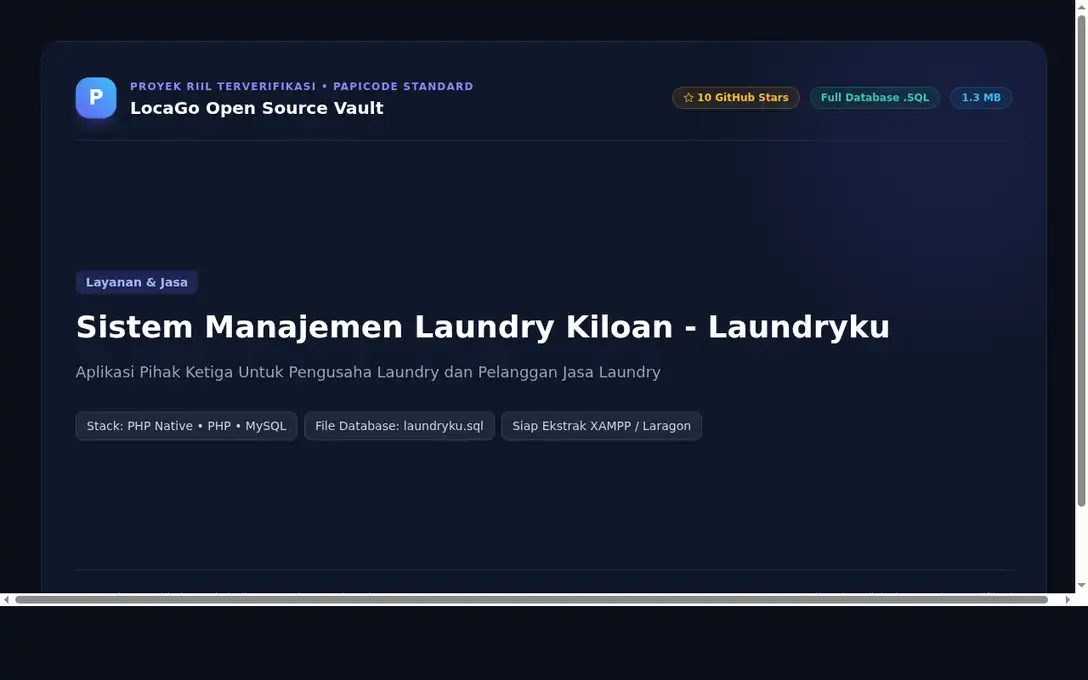 P
PROYEK RIIL TERVERIFIKASI • PAPICODE STANDARD
LocaGo Open Source Vault
☆ 10 GitHub Stars
Full Database .SQL
1.3 MB
Layanan & Jasa
Sistem Manajemen Laundry Kiloan - Laundryku
Aplikasi Pihak Ketiga Untuk Pengusaha Laundry dan Pelanggan Jasa Laundry
Stack: PHP Native • PHP • MySQL
File Database: laundryku.sql
Siap Ekstrak XAMPP / Laragon